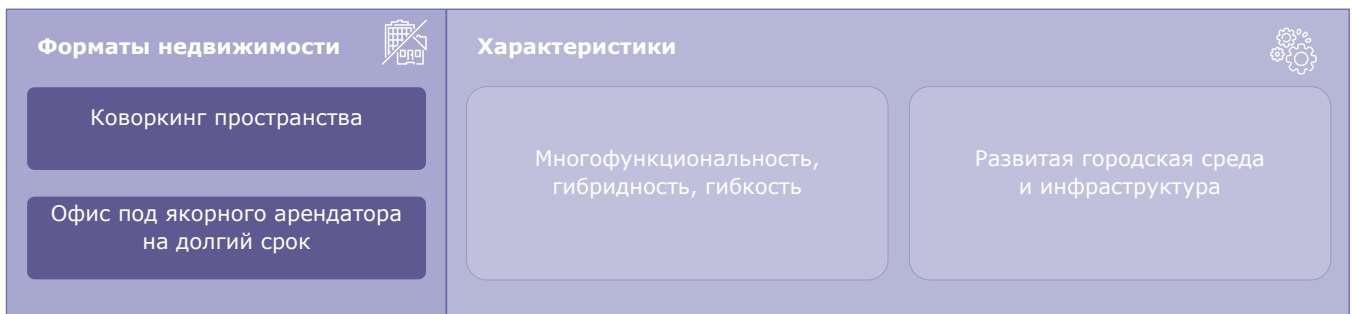 Форматы недвижимости
Коворкинг пространства
Офис под якорного арендатора
на долгий срок
Характеристики
Многофункциональность,
гибридность, гибкость
Развитая городская среда
и инфраструктура